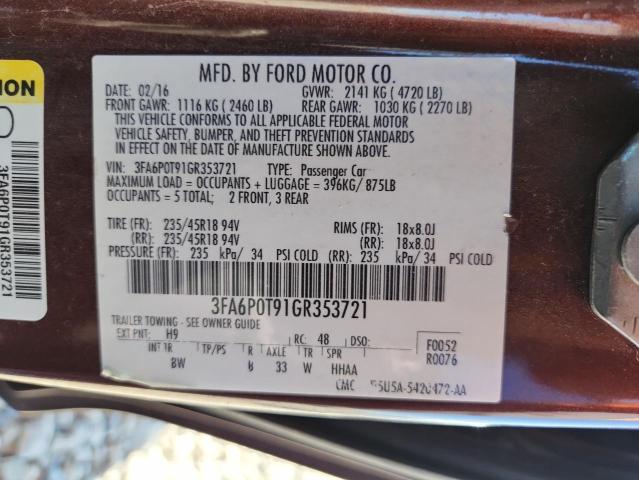 MFD. BY FORD MOTOR CO.
DATE: 02/16 GVWR: 2141 KG ( 4720 LB)
FRONT GAWR: 1116 KG ( 2460 LB) REAR GAWR: 1030 KG ( 2270 LB)
THIS VEHICLE CONFORMS TO ALL APPLICABLE FEDERAL MOTOR
VEHICLE SAFETY, BUMPER, AND THEFT PREVENTION STANDARDS
IN EFFECT ON THE DATE OF MANUFACTURE SHOWN ABOVE.
VIN: 3FA6P0T91GR353721 TYPE: Passenger Car
MAXIMUM LOAD = OCCUPANTS + LUGGAGE = 396KG/ 875LB
OCCUPANTS = 5 TOTAL; 2 FRONT, 3 REAR
TIRE (FR): 235/45R18 94V RIMS (FR): 18x8.0J
(RR): 235/45R18 94V (RR): 18x8.0J
PRESSURE (FR): 235 kPa/ 34 PSI COLD (RR): 235 kPa/ 34 PSI COLD
3FA6P0T91GR353721
TRAILER TOWING - SEE OWNER GUIDE
EXT PNT: H9 RC: 48 DSO: F0052
R0076
INT TR TP/PS R AXLE TR SPR
BW 33 W HHAA
CMC
ION
3FA6P0T91GR353721